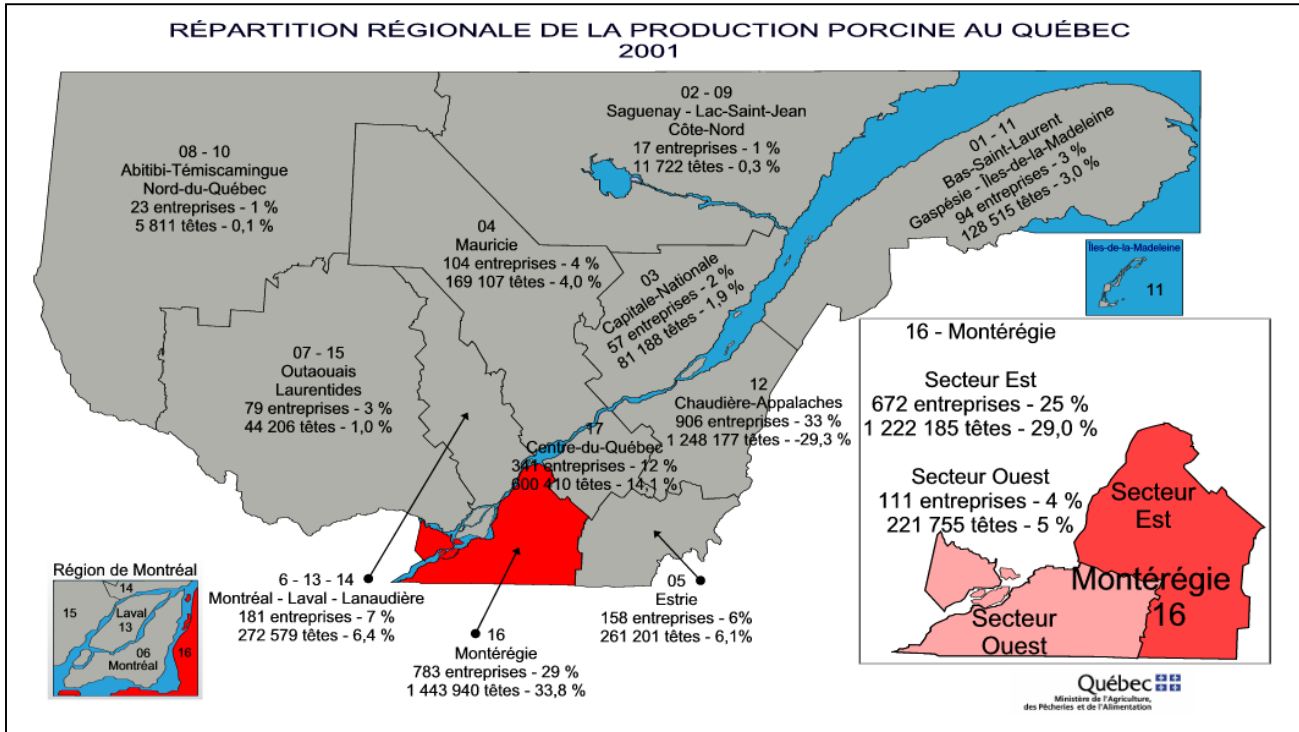 RÉPARTITION RÉGIONALE DE LA PRODUCTION PORCINE AU QUÉBEC
2001
02 - 09
Saguenay - Lac-Saint-Jean
Côte-Nord
17 entreprises - 1 %
11 722 têtes - 0,3 %
01 - 11
Bas-Saint-Laurent
Gaspésie - Îles-de-la-Madeleine
94 entreprises - 3 %
128 515 têtes - 3,0 %
08 - 10
Abitibi-Témiscamingue
Nord-du-Québec
23 entreprises - 1 %
5 811 têtes - 0,1 %
04
Mauricie
104 entreprises - 4 %
169 107 têtes - 4,0 %
03
Capitale-Nationale
57 entreprises - 2 %
81 188 têtes - 1,9 %
Îles-de-la-Madeleine
11
07 - 15
Outaouais
Laurentides
79 entreprises - 3 %
44 206 têtes - 1,0 %
12
Chaudière-Appalaches
906 entreprises - 33 %
1 248 177 têtes - -29,3 %
17
Centre-du-Québec
341 entreprises - 12 %
600 410 têtes - 14,1 %
16 - Montérégie
Secteur Est
672 entreprises - 25 %
1 222 185 têtes - 29,0 %
Secteur Ouest
111 entreprises - 4 %
221 755 têtes - 5 %
Secteur
Est
Montérégie
16
Secteur
Ouest
Région de Montréal
14
15
Laval
13
06
Montréal
16
6 - 13 - 14
Montréal - Laval - Lanaudière
181 entreprises - 7 %
272 579 têtes - 6,4 %
16
Montérégie
783 entreprises - 29 %
1 443 940 têtes - 33,8 %
05
Estrie
158 entreprises - 6%
261 201 têtes - 6,1%
Québec
Ministère de l'Agriculture,
des Pêcheries et de l'Alimentation